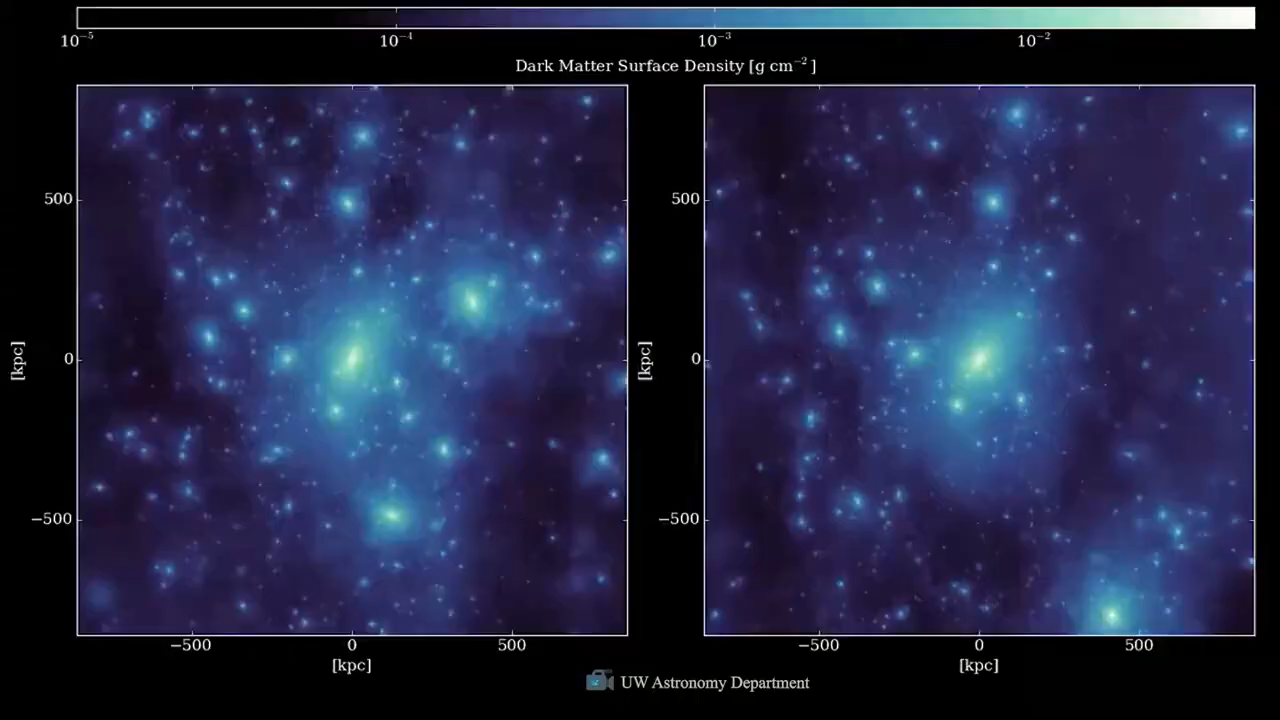 10⁻⁵ 10⁻⁴ 10⁻³ 10⁻²
Dark Matter Surface Density [g cm⁻²]
500 500
0 0
[kpc] [kpc]
−500 −500
−500 0 500 −500 0 500
[kpc] [kpc]
UW Astronomy Department